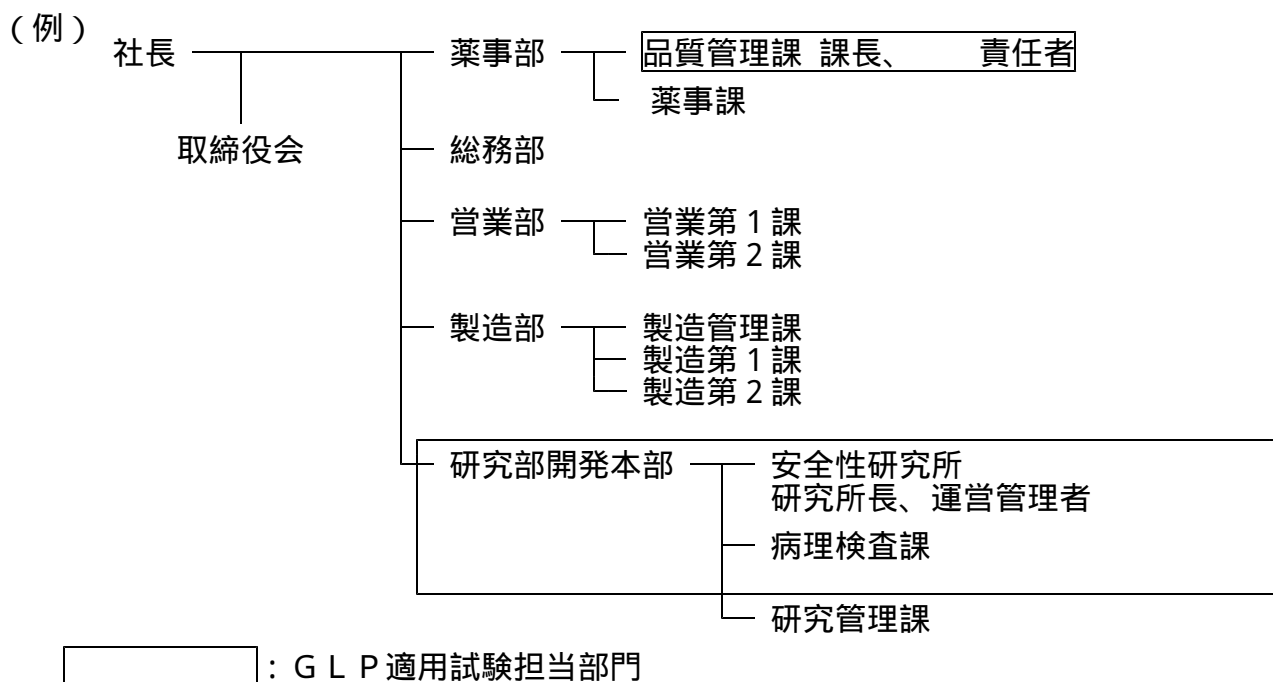 （例）
社長 薬事部 品質管理課 課長、 責任者
薬事課
取締役会 総務部
営業部 営業第１課
営業第２課
製造部 製造管理課
製造第１課
製造第２課
研究部開発本部 安全性研究所
研究所長、運営管理者
病理検査課
研究管理課
：ＧＬＰ適用試験担当部門